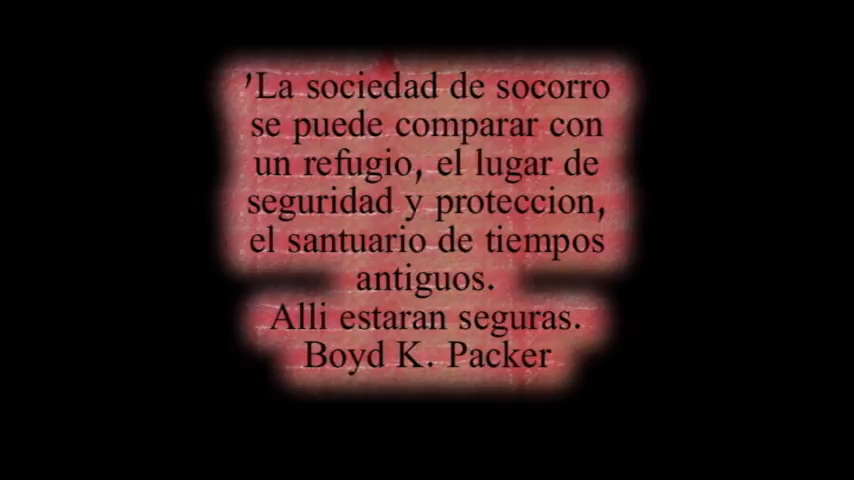 'La sociedad de socorro
se puede comparar con
un refugio, el lugar de
seguridad y proteccion,
el santuario de tiempos
antiguos.
Alli estaran seguras.
Boyd K. Packer